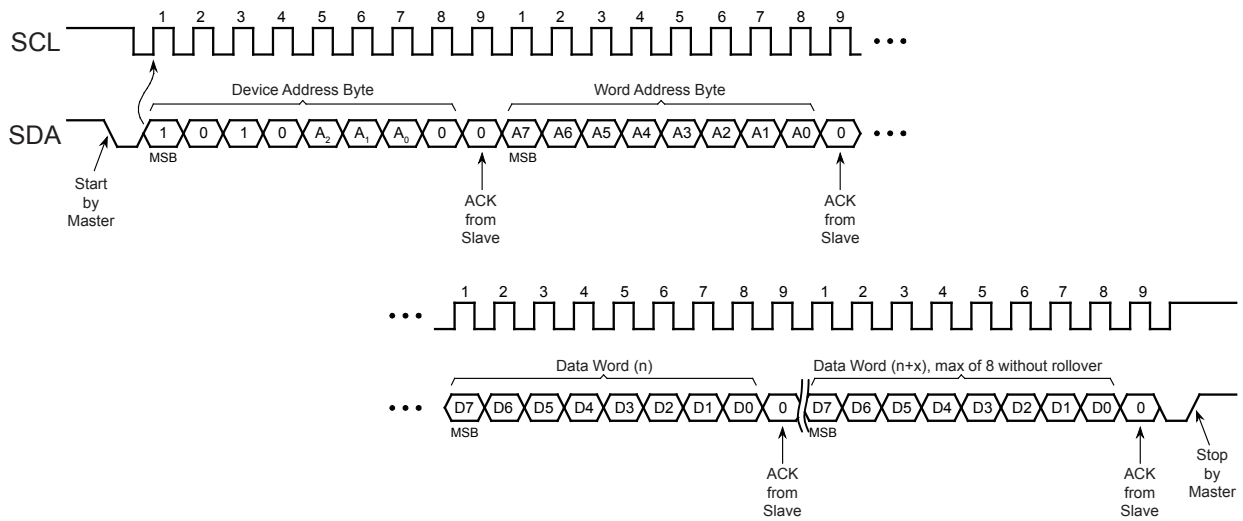 1 2 3 4 5 6 7 8 9 1 2 3 4 5 6 7 8 9
SCL
Device Address Byte Word Address Byte
SDA 1 0 1 0 A2 A1 A0 0 0 A7 A6 A5 A4 A3 A2 A1 A0 0
MSB MSB
Start
by
Master
ACK
from
Slave
ACK
from
Slave
1 2 3 4 5 6 7 8 9 1 2 3 4 5 6 7 8 9
Data Word (n) Data Word (n+x), max of 8 without rollover
D7 D6 D5 D4 D3 D2 D1 D0 0 D7 D6 D5 D4 D3 D2 D1 D0 0
MSB MSB
ACK
from
Slave
ACK
from
Slave
Stop
by
Master